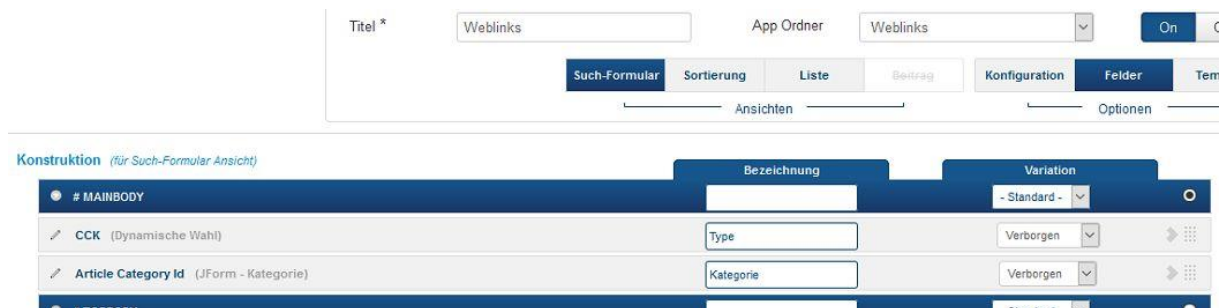 Titel * Weblinks App Ordner Weblinks On
Such-Formular Sortierung Liste Beitrag Konfiguration Felder Tem
Ansichten Optionen
Konstruktion (für Such-Formular Ansicht)
Bezeichnung Variation
# MAINBODY - Standard -
CCK (Dynamische Wahl) Type Verborgen
Article Category Id (JForm - Kategorie) Kategorie Verborgen